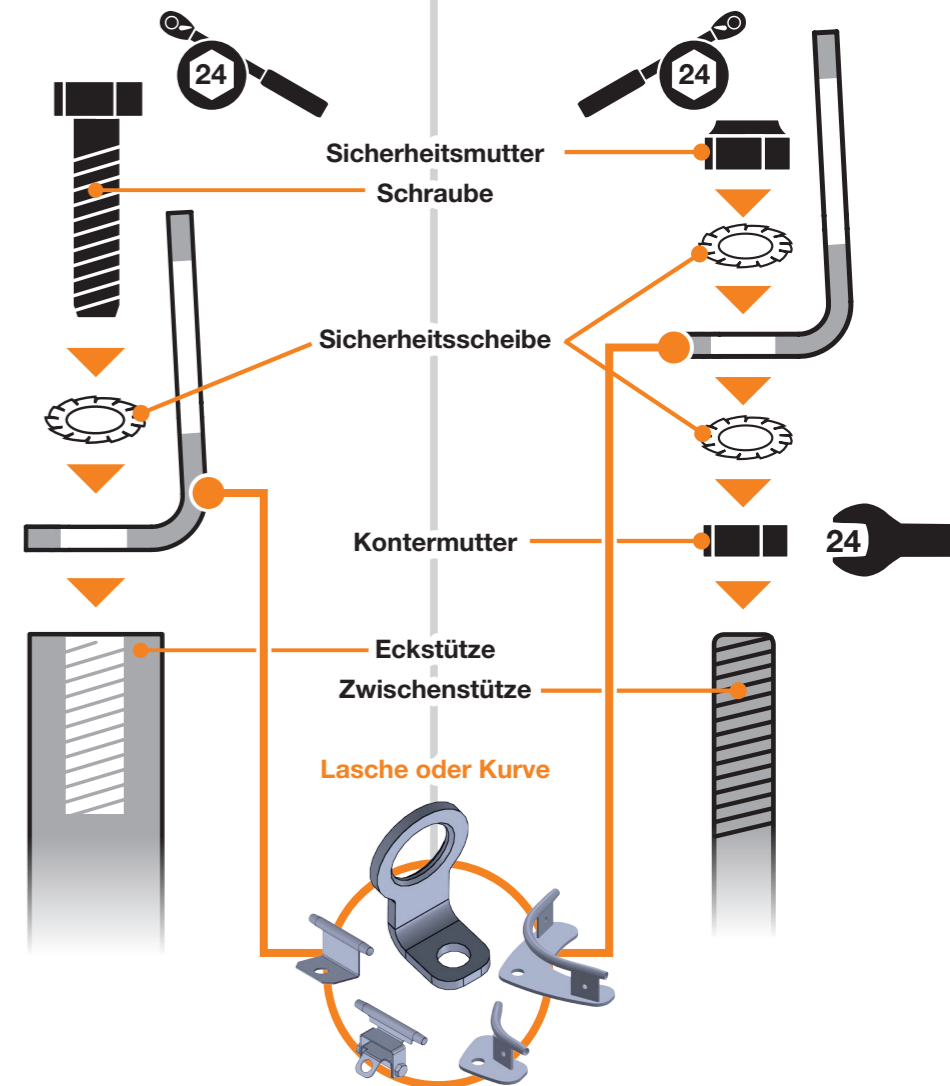 24
24
Sicherheitsmutter
Schraube
Sicherheitsscheibe
Kontermutter
24
Eckstütze
Zwischenstütze
Lasche oder Kurve